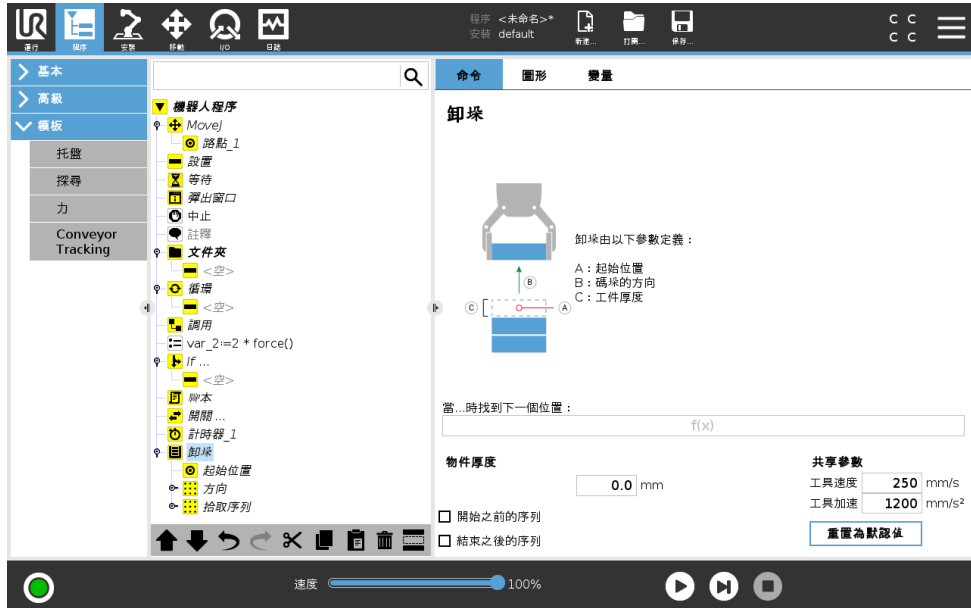 UR
運行
程序
安裝
移動
I/O
日誌
程序 <未命名>*
安裝 default
新建...
打開...
保存...
C C
C C
基本
高級
模板
托盤
探尋
力
Conveyor
Tracking
機器人程序
MoveJ
路點_1
設置
等待
彈出窗口
中止
註釋
文件夾
<空>
循環
<空>
調用
var_2:=2 * force()
If ...
<空>
腳本
開關 ...
計時器_1
卸垛
起始位置
方向
拾取序列
命令
圖形
變量
卸垛
卸垛由以下參數定義：
A：起始位置
B：碼垛的方向
C：工件厚度
B
C
A
當...時找到下一個位置：
f(x)
物件厚度
0.0 mm
開始之前的序列
結束之後的序列
共享參數
工具速度 250 mm/s
工具加速 1200 mm/s²
重置為默認值
速度
100%